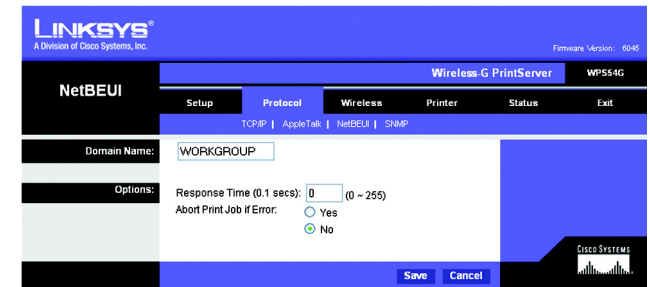 LINKSYS®
A Division of Cisco Systems, Inc.
Firmware Version: 6045
Wireless-G PrintServer WPS54G
NetBEUI
Setup Protocol Wireless Printer Status Exit
TCP/IP | AppleTalk | NetBEUI | SNMP
Domain Name: WORKGROUP
Options:
Response Time (0.1 secs): 0 (0 ~ 255)
Abort Print Job if Error: Yes
No
CISCO SYSTEMS
Save Cancel